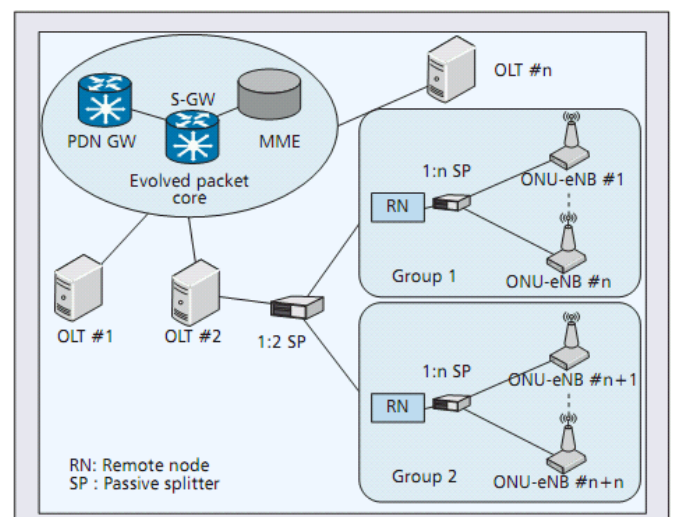 OLT #n
S-GW
PDN GW
MME
Evolved packet
core
1:n SP
ONU-eNB #1
RN
Group 1
ONU-eNB #n
OLT #1
OLT #2
1:2 SP
1:n SP
ONU-eNB #n+1
RN
Group 2
ONU-eNB #n+n
RN: Remote node
SP : Passive splitter